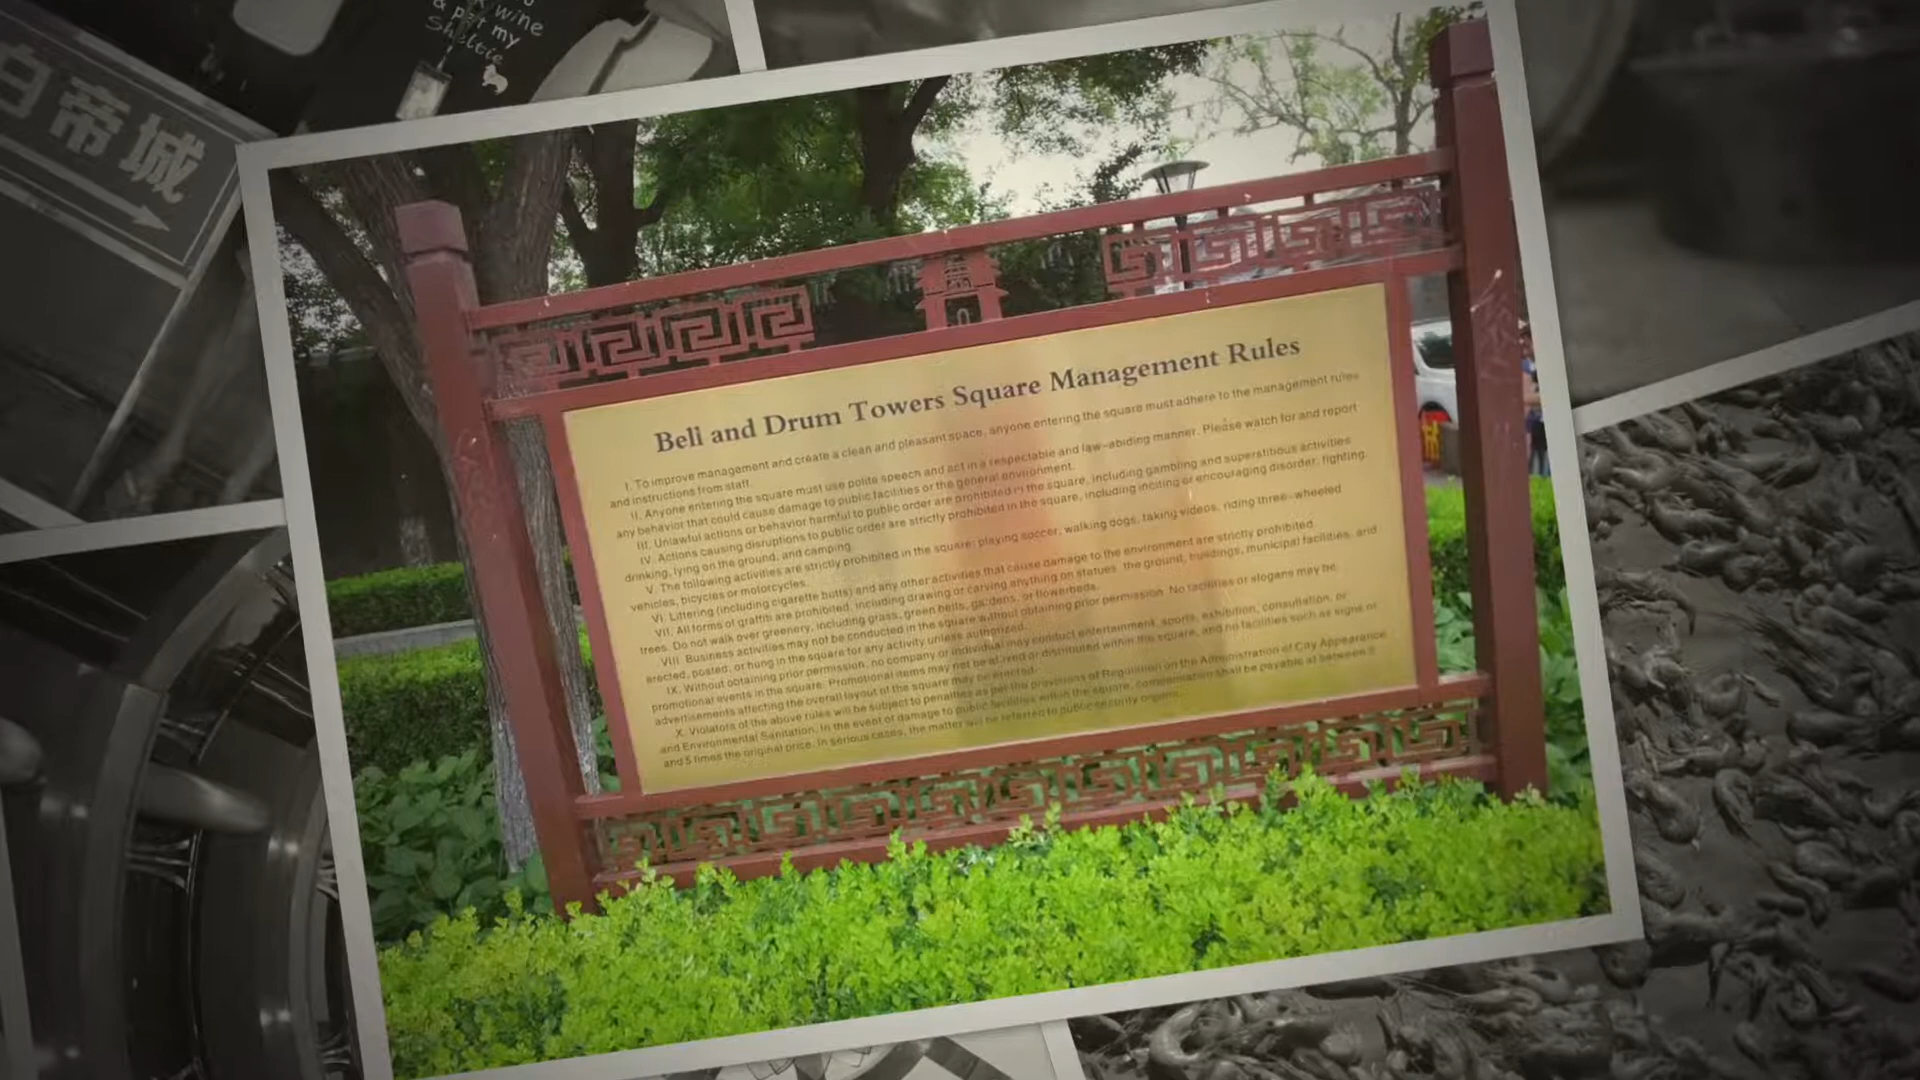 wine
& pet my
Sheltie
白帝城
Bell and Drum Towers Square Management Rules
I. To improve management and create a clean and pleasant space, anyone entering the square must adhere to the management rules
and instructions from staff.
II. Anyone entering the square must use polite speech and act in a respectable and law-abiding manner. Please watch for and report
any behavior that could cause damage to public facilities or the general environment.
III. Unlawful actions or behavior harmful to public order are prohibited in the square, including gambling and superstitious activities
IV. Actions causing disruptions to public order are strictly prohibited in the square, including inciting or encouraging disorder, fighting,
drinking, lying on the ground, and camping.
V. The following activities are strictly prohibited in the square: playing soccer, walking dogs, taking videos, riding three-wheeled
vehicles, bicycles or motorcycles.
VI. Littering (including cigarette butts) and any other activities that cause damage to the environment are strictly prohibited.
VII. All forms of graffiti are prohibited, including drawing or carving anything on statues, the ground, buildings, municipal facilities, and
trees. Do not walk over greenery, including grass, green belts, gardens, or flowerbeds.
VIII. Business activities may not be conducted in the square without obtaining prior permission. No facilities or slogans may be
erected, posted, or hung in the square for any activity unless authorized.
IX. Without obtaining prior permission, no company or individual may conduct entertainment, sports, exhibition, consultation, or
promotional events in the square. Promotional items may not be stored or distributed within the square, and no facilities such as signs or
advertisements affecting the overall layout of the square may be erected.
X. Violators of the above rules will be subject to penalties as per the provisions of Regulation on the Administration of City Appearance
and Environmental Sanitation. In the event of damage to public facilities within the square, compensation shall be payable at between
and 5 times the original price. In serious cases, the matter will be referred to public security organs.